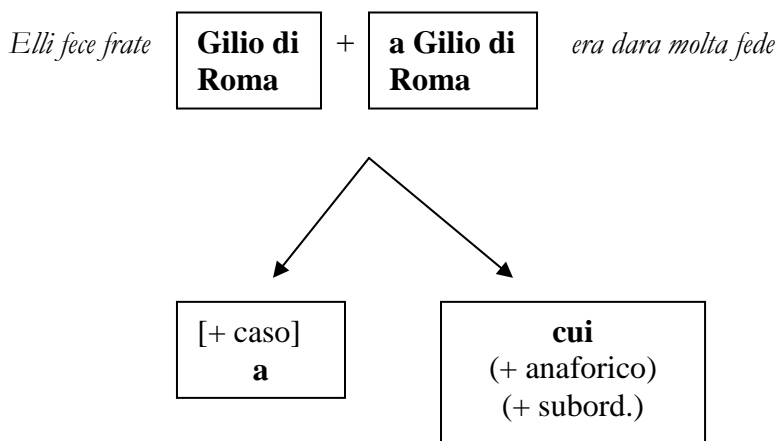 Elli fece frate Gilio di Roma + a Gilio di Roma era dara molta fede
[+ caso]
a
cui
(+ anaforico)
(+ subord.)